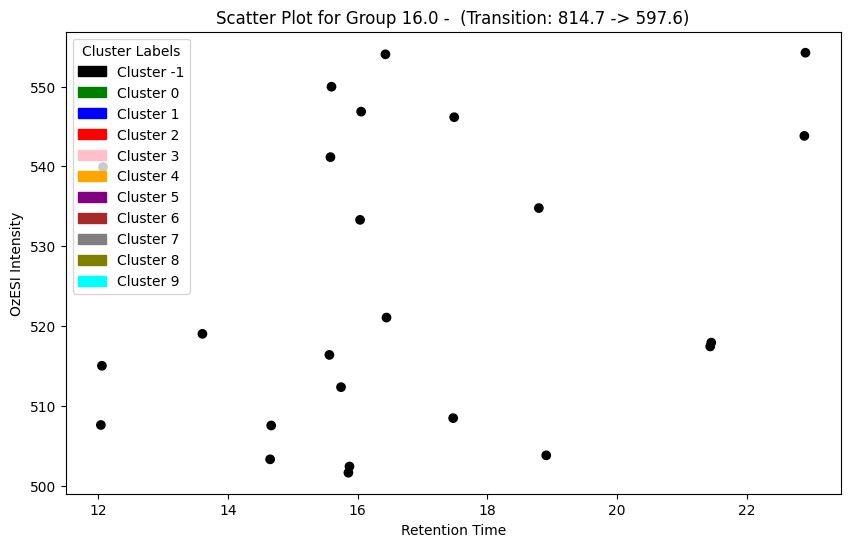 Scatter Plot for Group 16.0 -  (Transition: 814.7 -> 597.6)
Cluster Labels
Cluster -1
Cluster 0
Cluster 1
Cluster 2
Cluster 3
Cluster 4
Cluster 5
Cluster 6
Cluster 7
Cluster 8
Cluster 9
OzESI Intensity
550
540
530
520
510
500
12 14 16 18 20 22
Retention Time